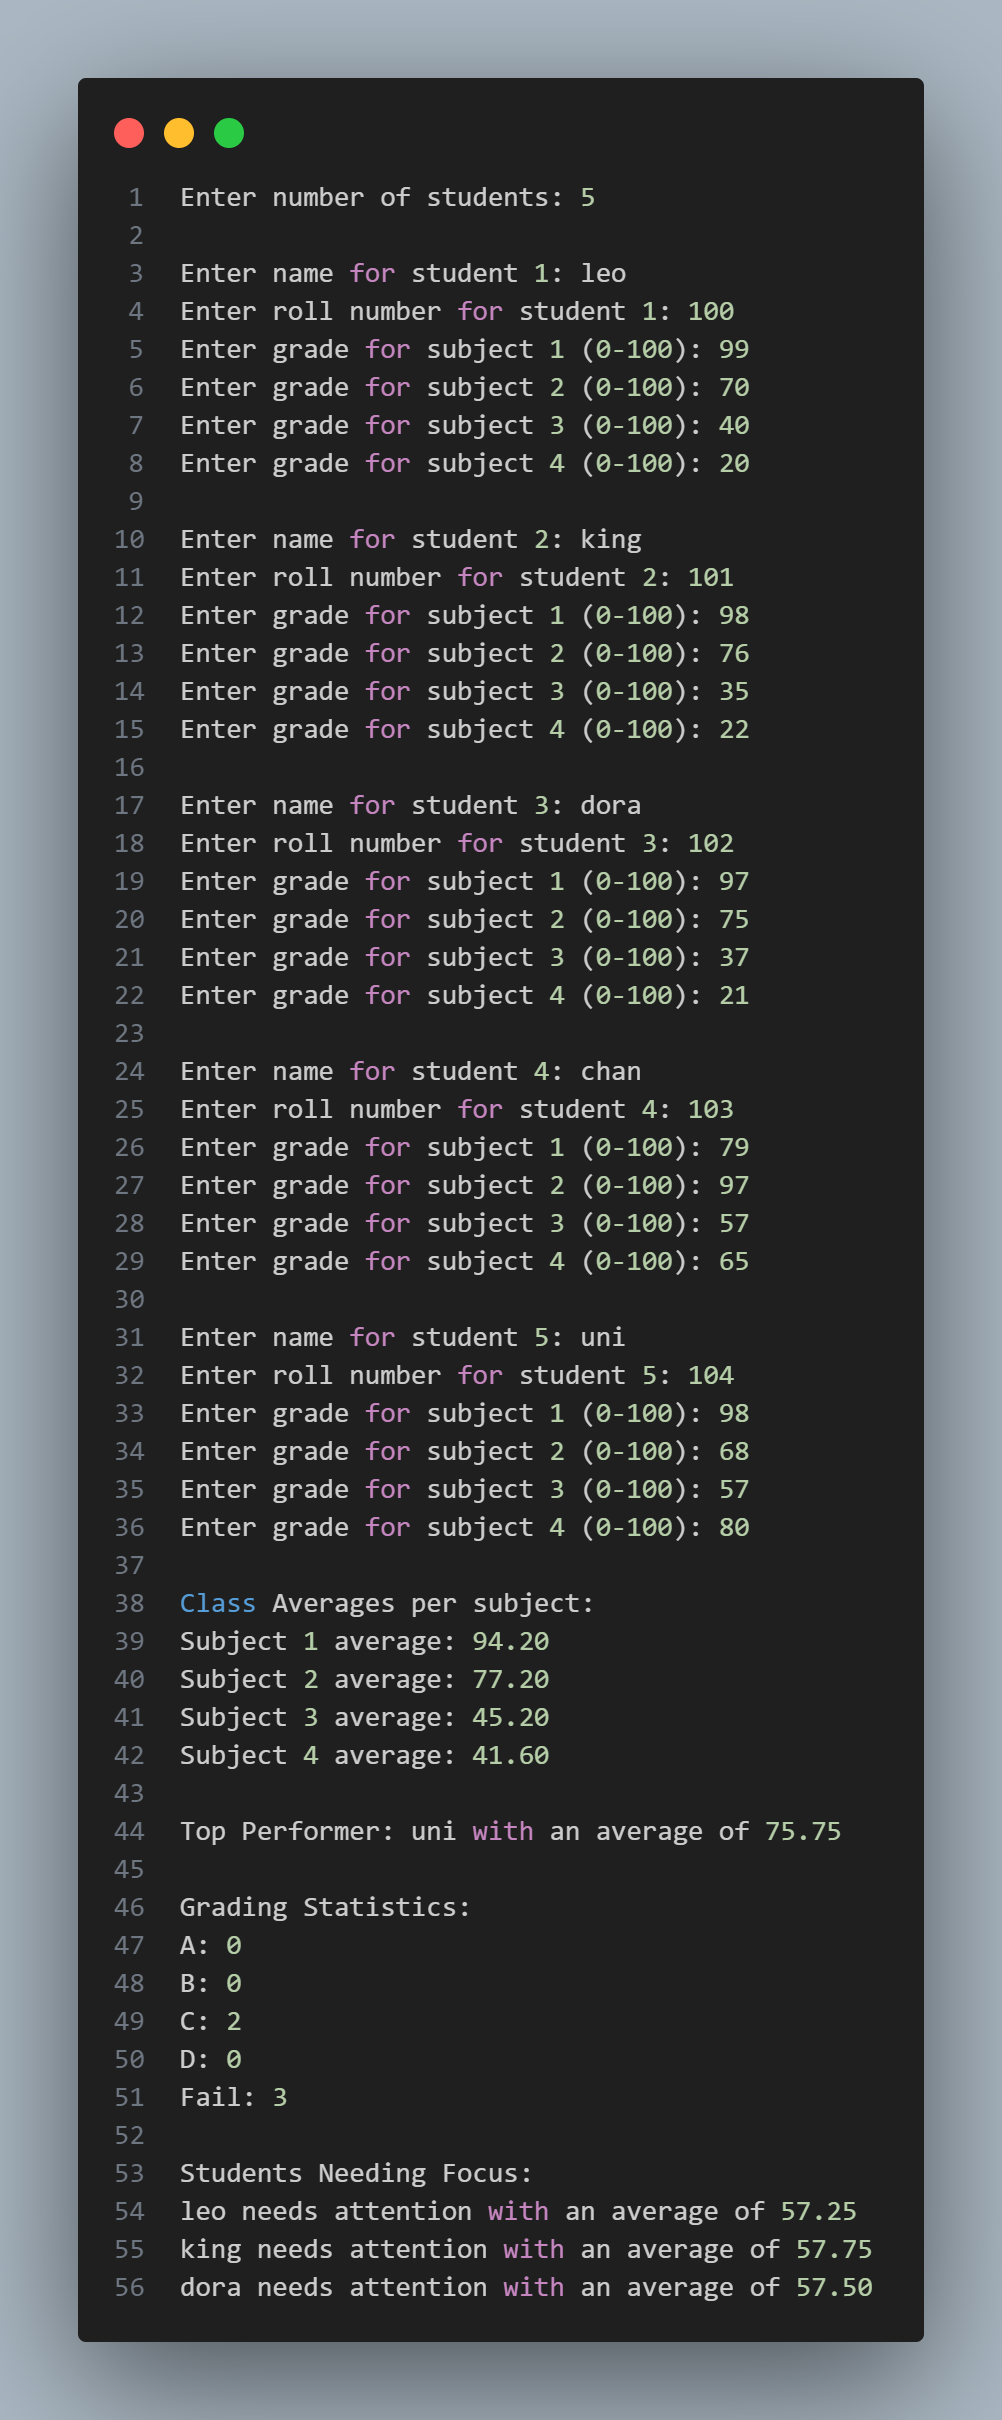 1 Enter number of students: 5
2
3 Enter name for student 1: leo
4 Enter roll number for student 1: 100
5 Enter grade for subject 1 (0-100): 99
6 Enter grade for subject 2 (0-100): 70
7 Enter grade for subject 3 (0-100): 40
8 Enter grade for subject 4 (0-100): 20
9
10 Enter name for student 2: king
11 Enter roll number for student 2: 101
12 Enter grade for subject 1 (0-100): 98
13 Enter grade for subject 2 (0-100): 76
14 Enter grade for subject 3 (0-100): 35
15 Enter grade for subject 4 (0-100): 22
16
17 Enter name for student 3: dora
18 Enter roll number for student 3: 102
19 Enter grade for subject 1 (0-100): 97
20 Enter grade for subject 2 (0-100): 75
21 Enter grade for subject 3 (0-100): 37
22 Enter grade for subject 4 (0-100): 21
23
24 Enter name for student 4: chan
25 Enter roll number for student 4: 103
26 Enter grade for subject 1 (0-100): 79
27 Enter grade for subject 2 (0-100): 97
28 Enter grade for subject 3 (0-100): 57
29 Enter grade for subject 4 (0-100): 65
30
31 Enter name for student 5: uni
32 Enter roll number for student 5: 104
33 Enter grade for subject 1 (0-100): 98
34 Enter grade for subject 2 (0-100): 68
35 Enter grade for subject 3 (0-100): 57
36 Enter grade for subject 4 (0-100): 80
37
38 Class Averages per subject:
39 Subject 1 average: 94.20
40 Subject 2 average: 77.20
41 Subject 3 average: 45.20
42 Subject 4 average: 41.60
43
44 Top Performer: uni with an average of 75.75
45
46 Grading Statistics:
47 A: 0
48 B: 0
49 C: 2
50 D: 0
51 Fail: 3
52
53 Students Needing Focus:
54 leo needs attention with an average of 57.25
55 king needs attention with an average of 57.75
56 dora needs attention with an average of 57.50